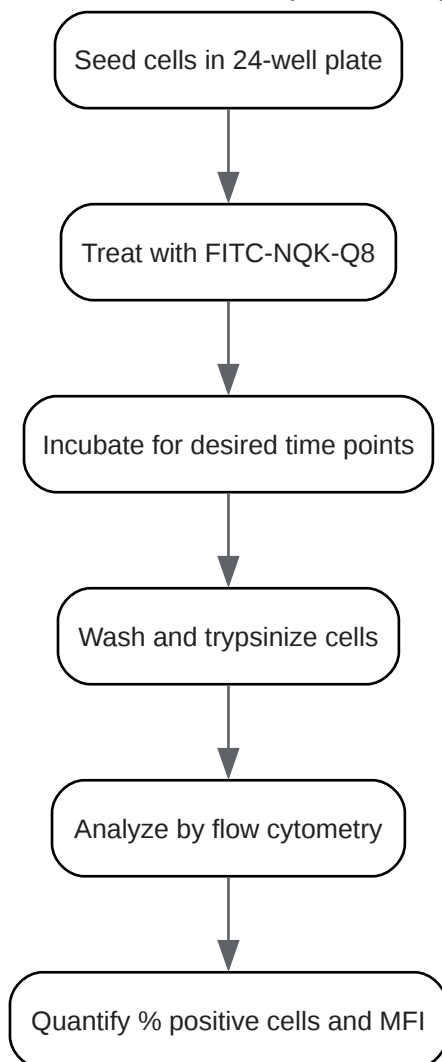 Seed cells in 24-well plate
Treat with FITC-NQK-Q8
Incubate for desired time points
Wash and trypsinize cells
Analyze by flow cytometry
Quantify % positive cells and MFI